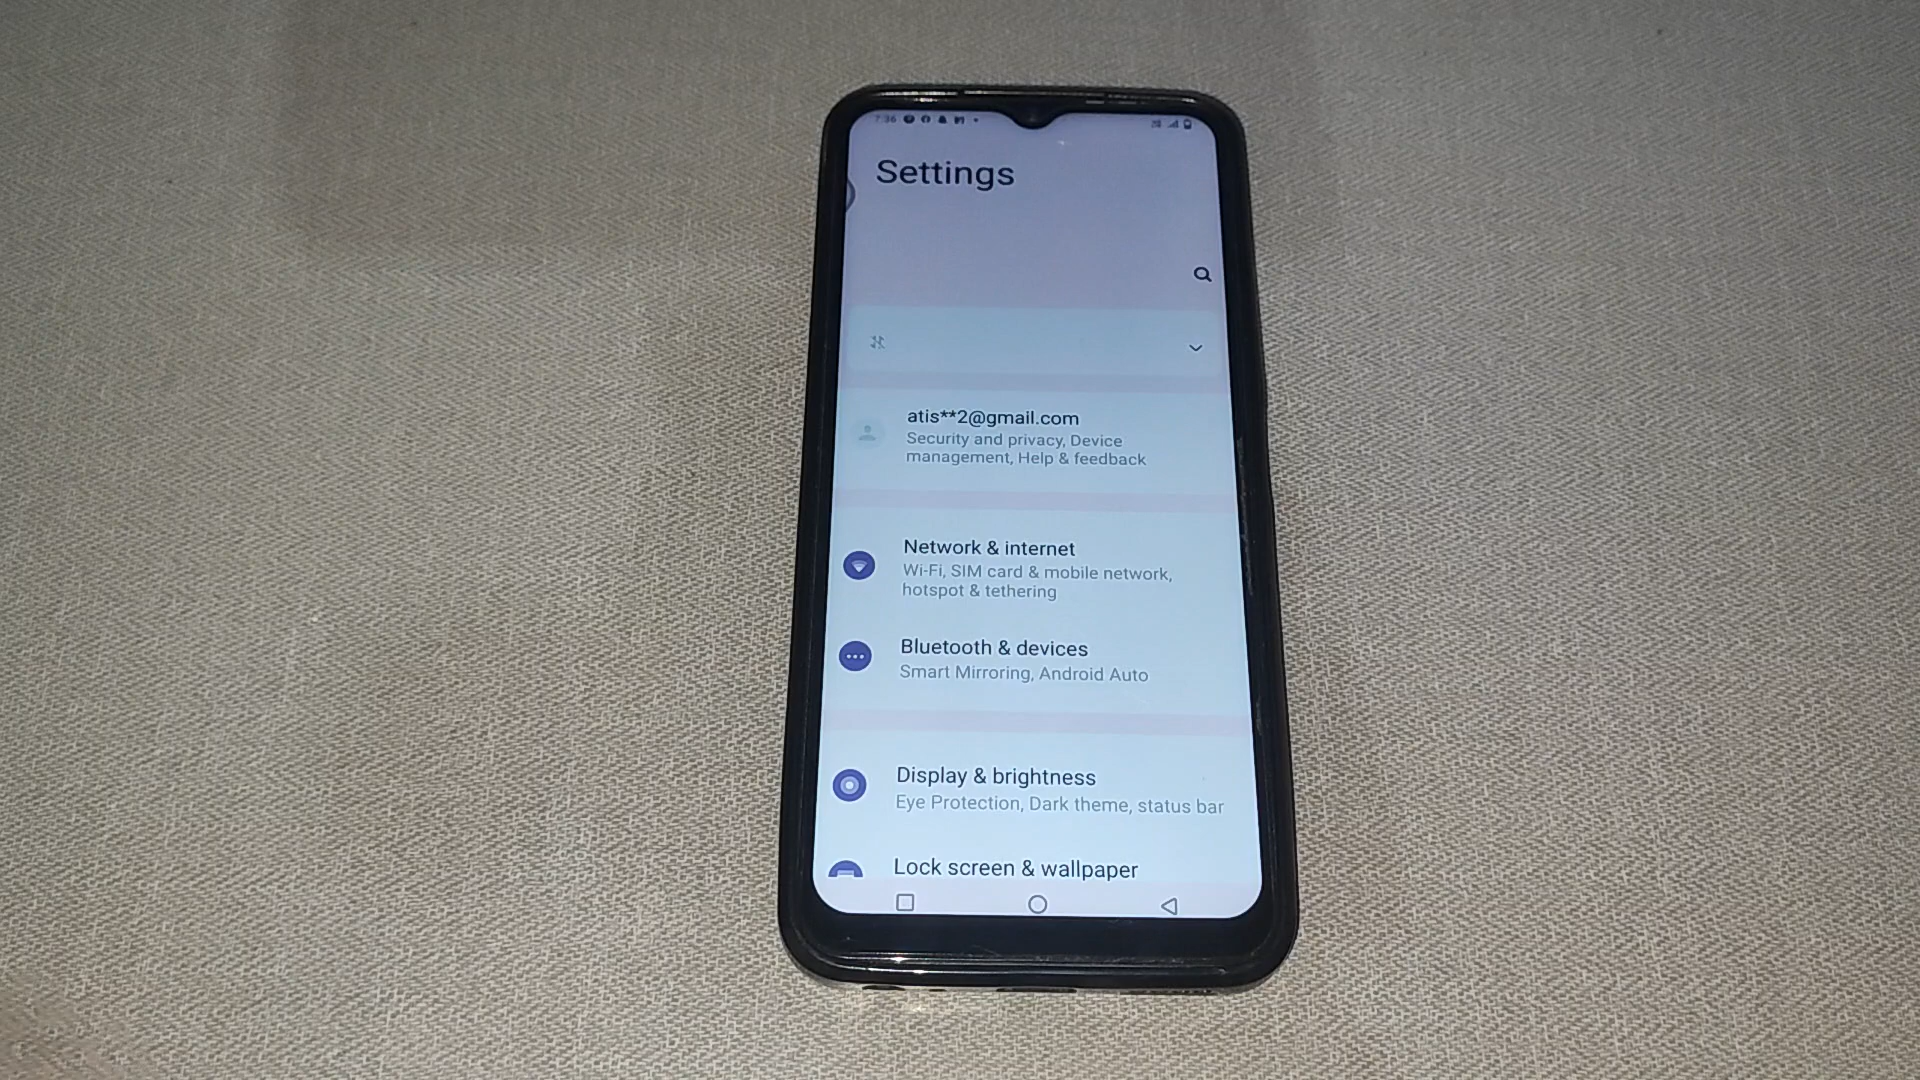 7:36
Settings
atis**2@gmail.com
Security and privacy, Device
management, Help & feedback
Network & internet
Wi-Fi, SIM card & mobile network,
hotspot & tethering
Bluetooth & devices
Smart Mirroring, Android Auto
Display & brightness
Eye Protection, Dark theme, status bar
Lock screen & wallpaper